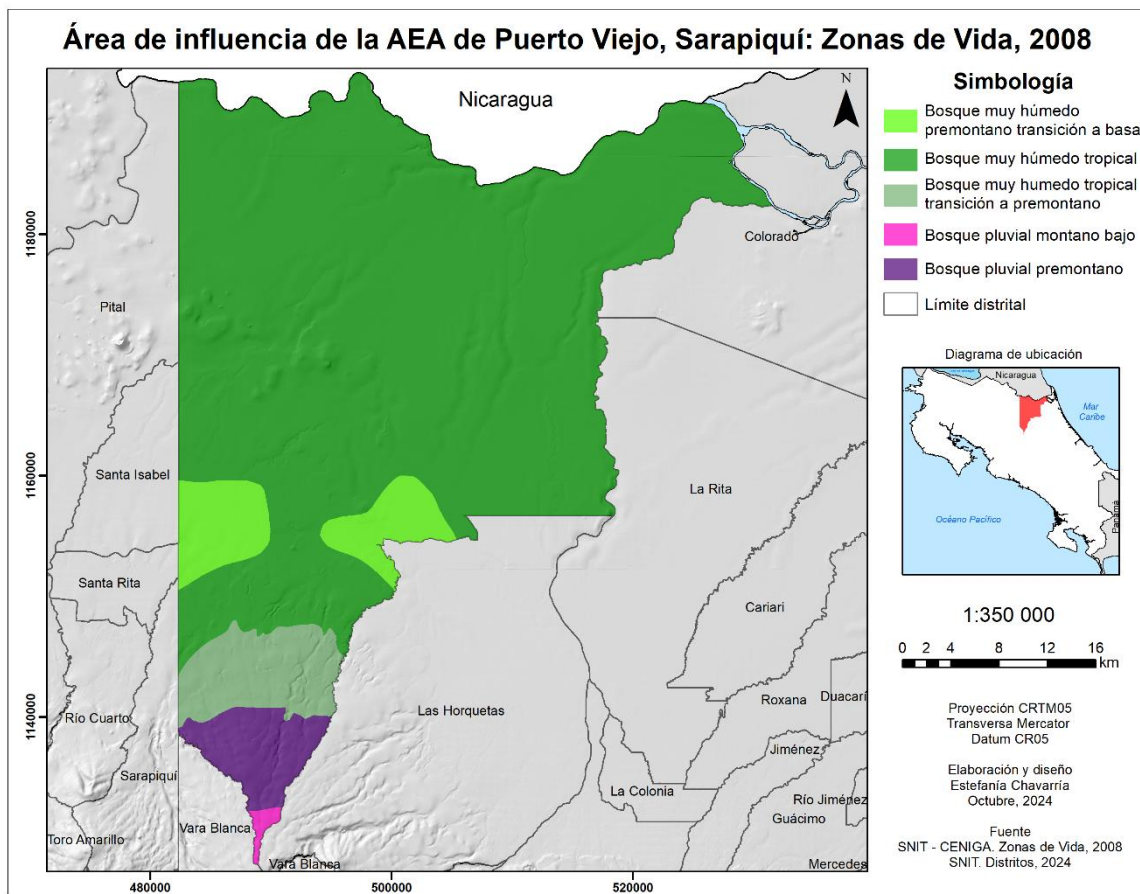 Área de influencia de la AEA de Puerto Viejo, Sarapiquí: Zonas de Vida, 2008
Nicaragua
N
Colorado
Pital
Santa Isabel
La Rita
Santa Rita
Cariari
Río Cuarto
Las Horquetas
Roxana
Duacarí
Jiménez
Sarapiquí
La Colonia
Río Jiménez
Guácimo
Toro Amarillo
Vara Blanca
Vara Blanca
Mercedes
1180000
1160000
1140000
480000
500000
520000
Simbología
Bosque muy húmedo
premontano transición a basal
Bosque muy húmedo tropical
Bosque muy humedo tropical
transición a premontano
Bosque pluvial montano bajo
Bosque pluvial premontano
Límite distrital
Diagrama de ubicación
Nicaragua
Mar
Caribe
Océano Pacífico
Panamá
1:350 000
0 2 4 8 12 16
km
Proyección CRTM05
Transversa Mercator
Datum CR05
Elaboración y diseño
Estefanía Chavarría
Octubre, 2024
Fuente
SNIT - CENIGA. Zonas de Vida, 2008
SNIT. Distritos, 2024